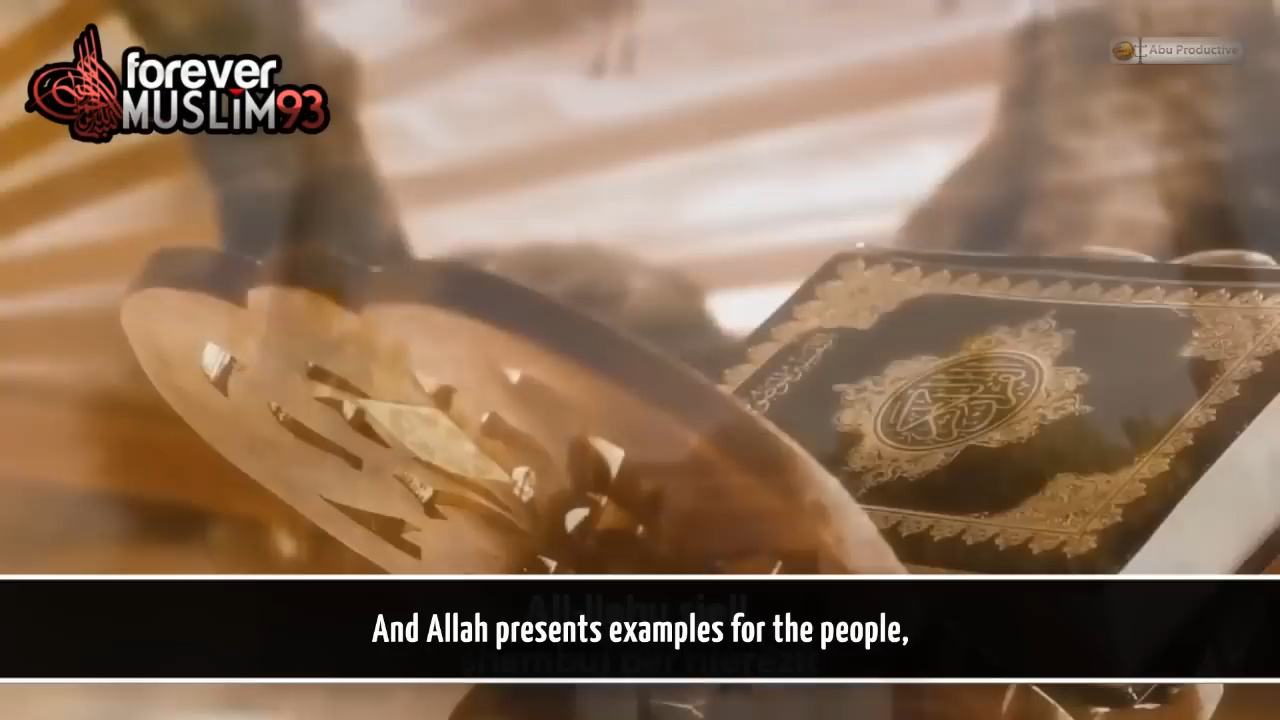 forever
MUSLiM93
Abu Productive
And Allah presents examples for the people,